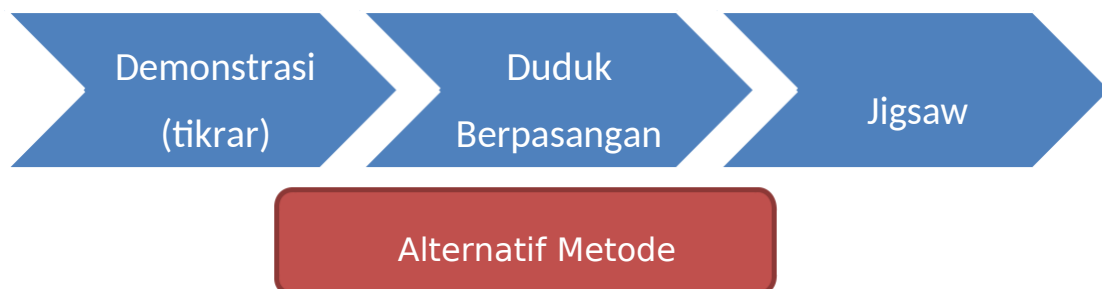 Demonstrasi
(tikrar)
Duduk
Berpasangan
Jigsaw
Alternatif Metode